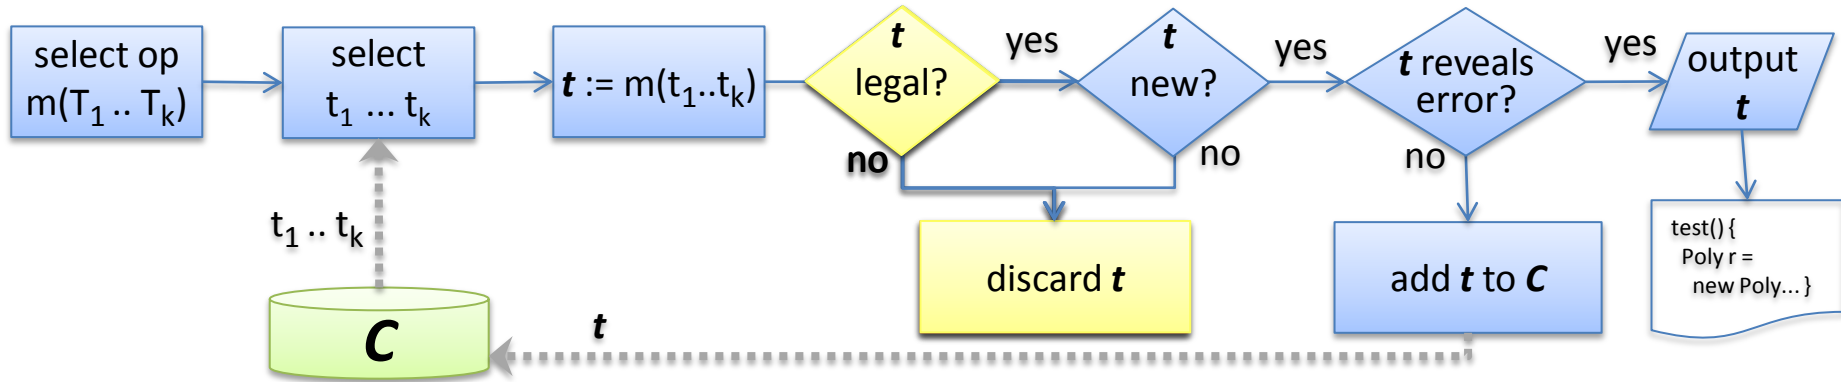 select op
m(T₁ .. Tₖ)
select
t₁ ... tₖ
t := m(t₁..tₖ)
t
legal?
yes
no
t
new?
yes
no
t reveals
error?
yes
no
output
t
discard t
add t to C
test() {
Poly r =
new Poly... }
t₁ .. tₖ
C
t